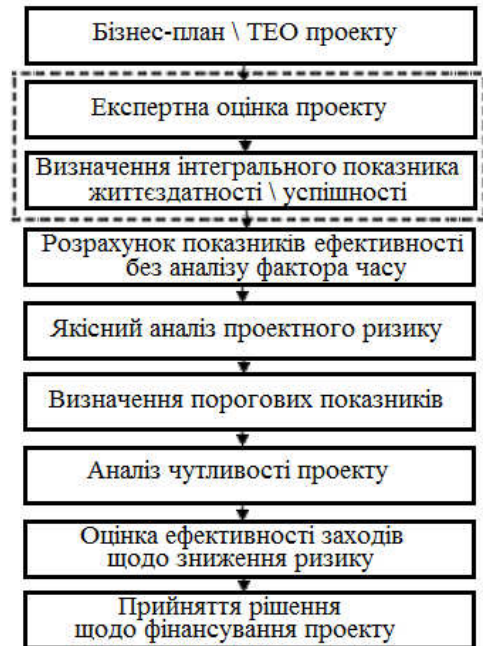 Бізнес-план \ ТЕО проекту
Експертна оцінка проекту
Визначення інтегрального показника
життєздатності \ успішності
Розрахунок показників ефективності
без аналізу фактора часу
Якісний аналіз проектного ризику
Визначення порогових показників
Аналіз чутливості проекту
Оцінка ефективності заходів
щодо зниження ризику
Прийняття рішення
щодо фінансування проекту